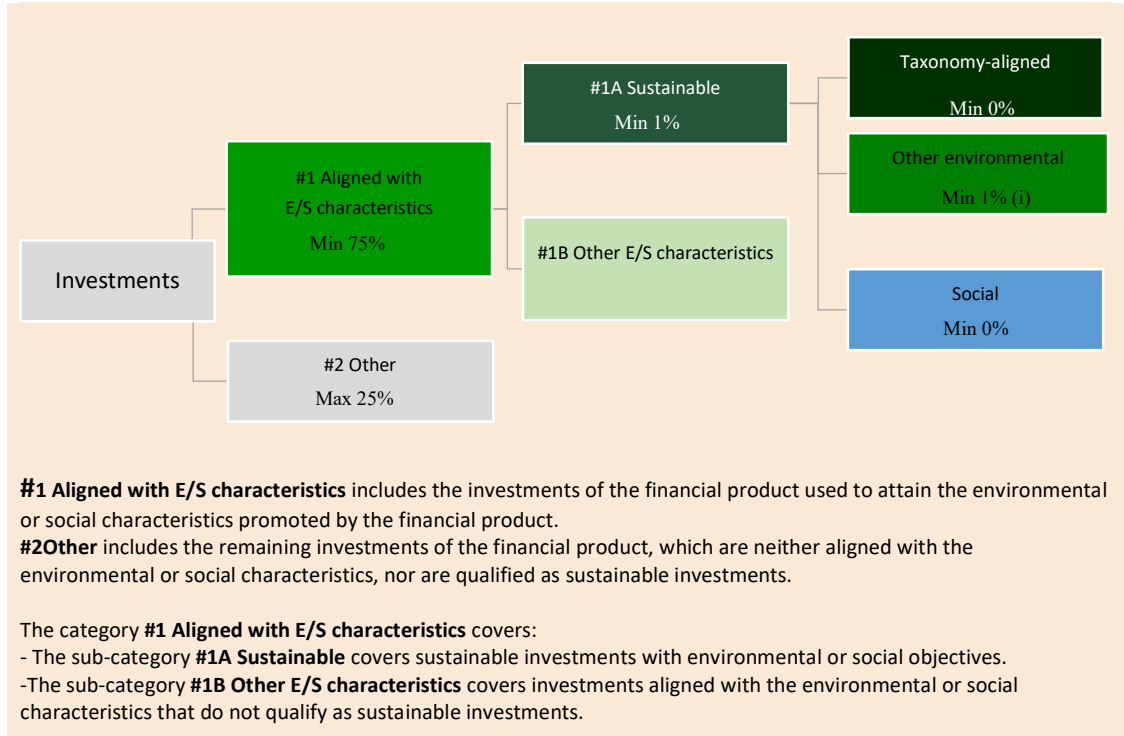 Investments
#1 Aligned with
E/S characteristics
Min 75%
#2 Other
Max 25%
#1A Sustainable
Min 1%
#1B Other E/S characteristics
Taxonomy-aligned
Min 0%
Other environmental
Min 1% (i)
Social
Min 0%
#1 Aligned with E/S characteristics includes the investments of the financial product used to attain the environmental
or social characteristics promoted by the financial product.
#2Other includes the remaining investments of the financial product, which are neither aligned with the
environmental or social characteristics, nor are qualified as sustainable investments.
The category #1 Aligned with E/S characteristics covers:
- The sub-category #1A Sustainable covers sustainable investments with environmental or social objectives.
-The sub-category #1B Other E/S characteristics covers investments aligned with the environmental or social
characteristics that do not qualify as sustainable investments.